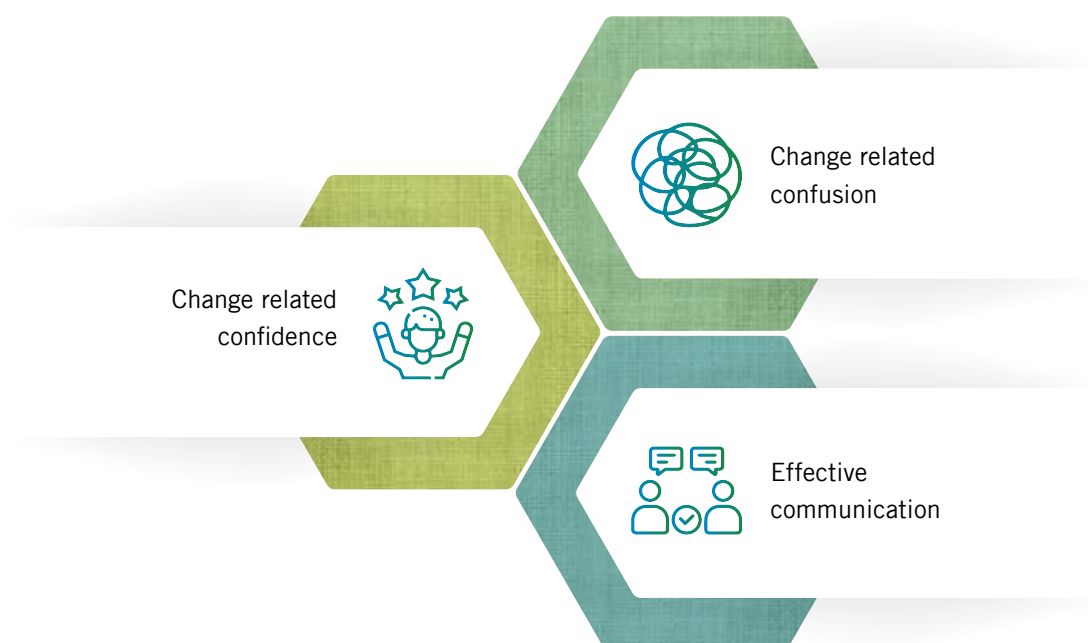 Change related
confusion
Change related
confidence
Effective
communication